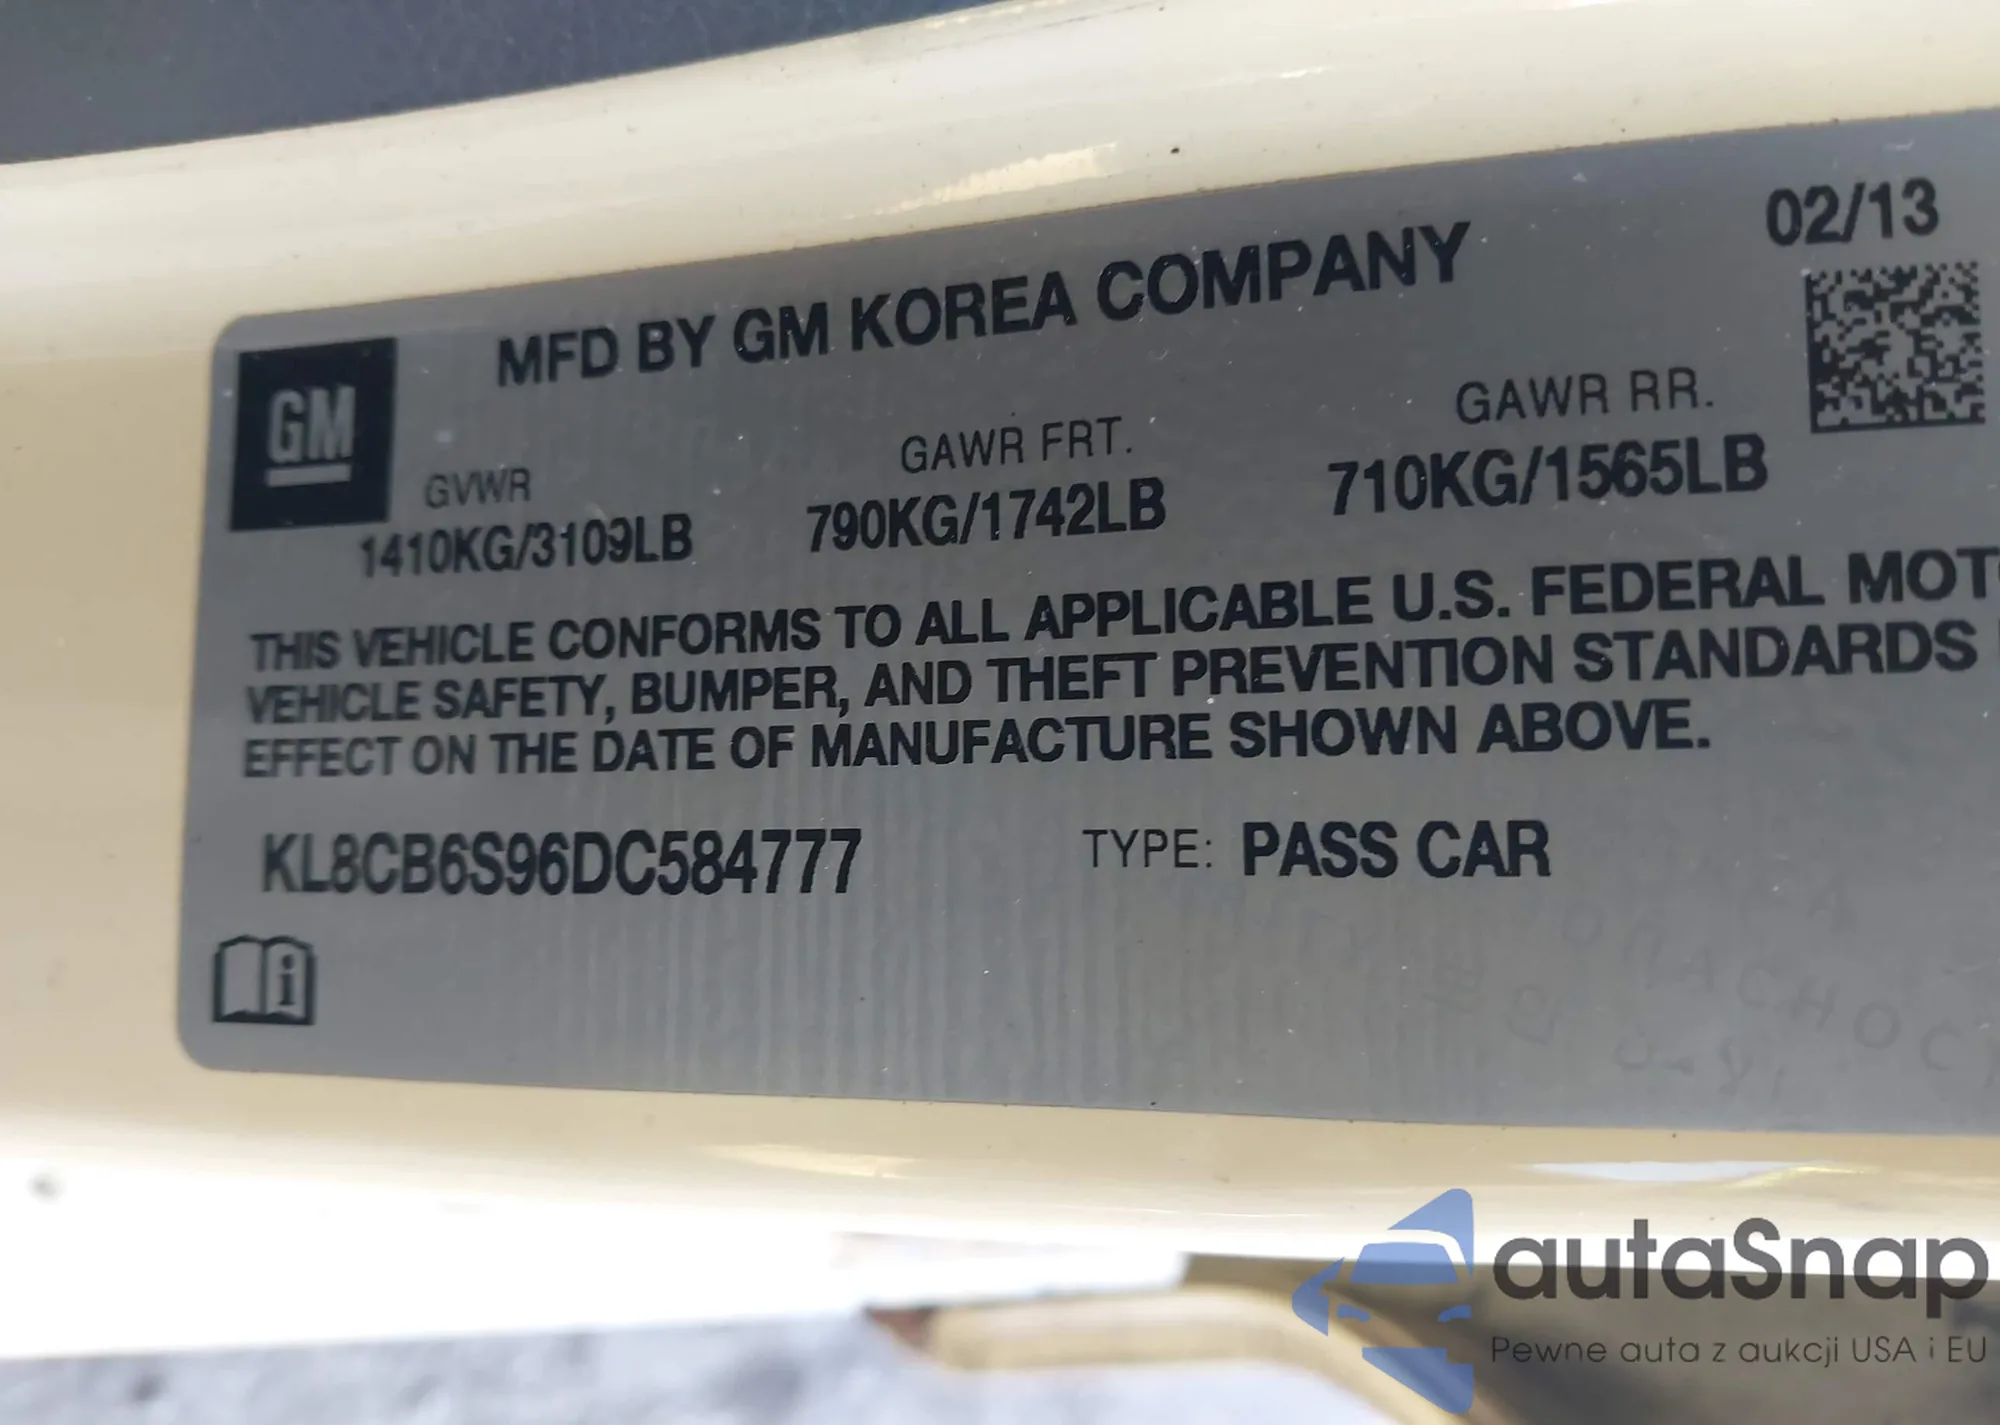 02/13
MFD BY GM KOREA COMPANY
GM
GVWR GAWR FRT. GAWR RR.
1410KG/3109LB 790KG/1742LB 710KG/1565LB
THIS VEHICLE CONFORMS TO ALL APPLICABLE U.S. FEDERAL MOT
VEHICLE SAFETY, BUMPER, AND THEFT PREVENTION STANDARDS
EFFECT ON THE DATE OF MANUFACTURE SHOWN ABOVE.
KL8CB6S96DC584777 TYPE: PASS CAR
i
autaSnap
Pewne auta z aukcji USA i EU